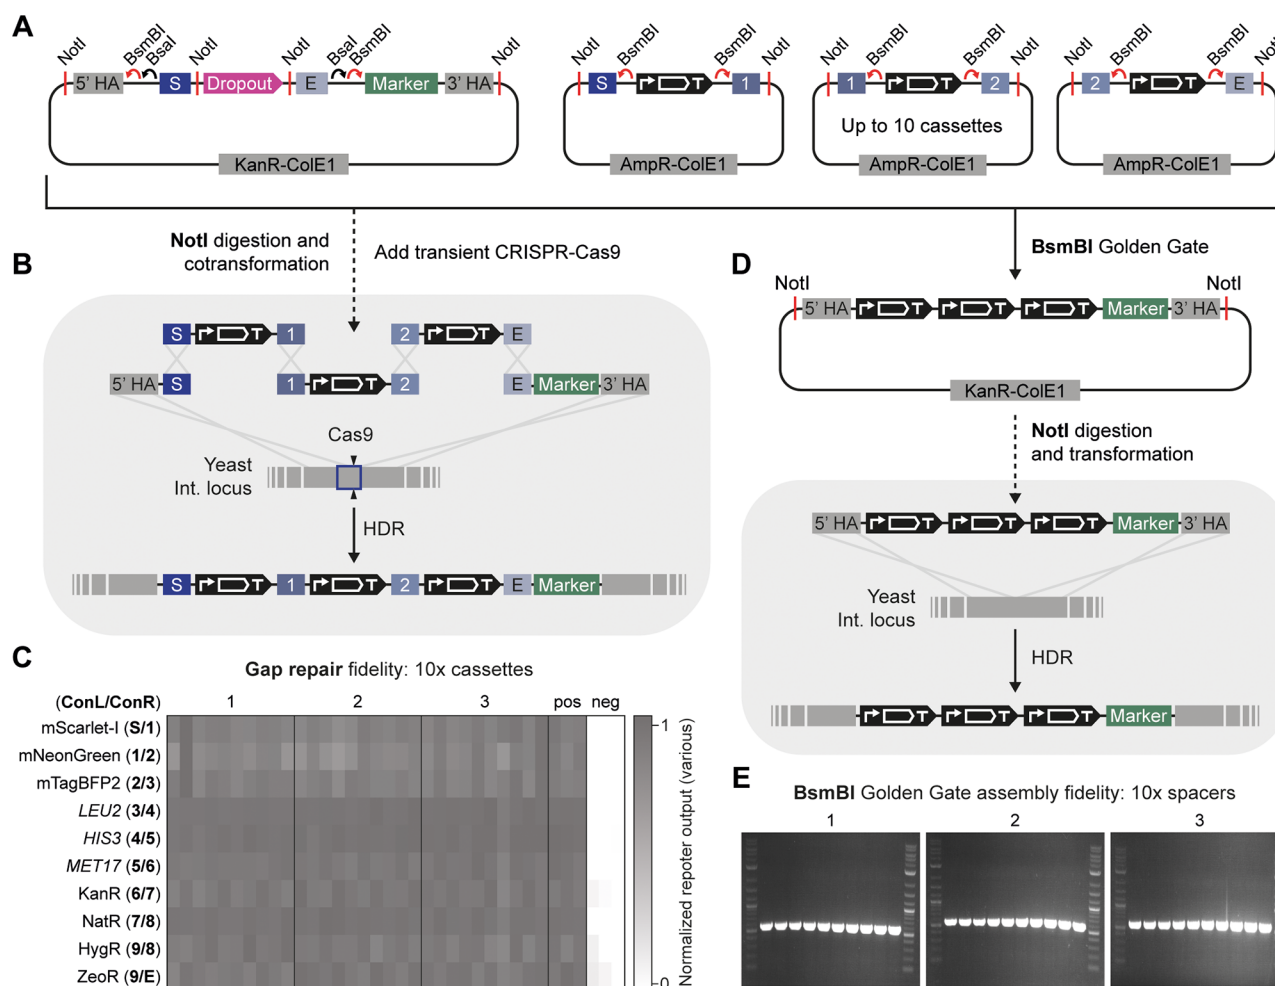 A
NotI
BsmBI
BsaI
NotI
NotI
BsaI
BsmBI
NotI
5' HA
S
Dropout
E
Marker
3' HA
KanR-ColE1
NotI
BsmBI
BsmBI
NotI
S
1
AmpR-ColE1
NotI
BsmBI
BsmBI
NotI
1
2
Up to 10 cassettes
AmpR-ColE1
NotI
BsmBI
BsmBI
NotI
2
E
AmpR-ColE1
B
NotI digestion and
cotransformation
Add transient CRISPR-Cas9
S T 1 2 T E
5' HA S 1 T 2 E Marker 3' HA
Cas9
Yeast
Int. locus
HDR
S T 1 T 2 T E Marker
C
Gap repair fidelity: 10x cassettes
(ConL/ConR) 1 2 3 pos neg
mScarlet-I (S/1)
mNeonGreen (1/2)
mTagBFP2 (2/3)
LEU2 (3/4)
HIS3 (4/5)
MET17 (5/6)
KanR (6/7)
NatR (7/8)
HygR (9/8)
ZeoR (9/E)
1
0
Normalized repoter output (various)
BsmBI Golden Gate
D
NotI
NotI
5' HA T T T Marker 3' HA
KanR-ColE1
NotI digestion
and transformation
5' HA T T T Marker 3' HA
Yeast
Int. locus
HDR
T T T Marker
E
BsmBI Golden Gate assembly fidelity: 10x spacers
1 2 3